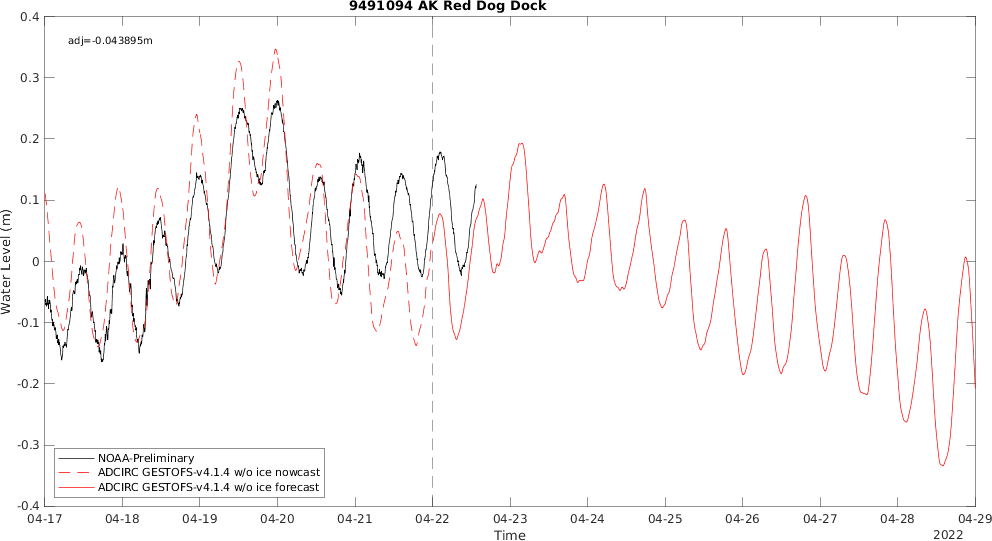 9491094 AK Red Dog Dock
adj=-0.043895m
0.4
0.3
0.2
0.1
0
-0.1
-0.2
-0.3
-0.4
Water Level (m)
NOAA-Preliminary
ADCIRC GESTOFS-v4.1.4 w/o ice nowcast
ADCIRC GESTOFS-v4.1.4 w/o ice forecast
04-17 04-18 04-19 04-20 04-21 04-22 04-23 04-24 04-25 04-26 04-27 04-28 04-29
Time
2022